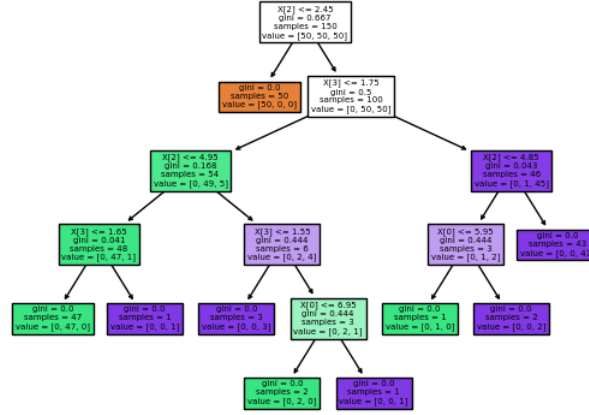 X[2] <= 2.45
gini = 0.667
samples = 150
value = [50, 50, 50]
gini = 0.0
samples = 50
value = [50, 0, 0]
X[3] <= 1.75
gini = 0.5
samples = 100
value = [0, 50, 50]
X[2] <= 4.95
gini = 0.168
samples = 54
value = [0, 49, 5]
X[2] <= 4.85
gini = 0.043
samples = 46
value = [0, 1, 45]
X[3] <= 1.65
gini = 0.041
samples = 48
value = [0, 47, 1]
X[3] <= 1.55
gini = 0.444
samples = 6
value = [0, 2, 4]
X[0] <= 5.95
gini = 0.444
samples = 3
value = [0, 1, 2]
gini = 0.0
samples = 43
value = [0, 0, 43]
gini = 0.0
samples = 47
value = [0, 47, 0]
gini = 0.0
samples = 1
value = [0, 0, 1]
gini = 0.0
samples = 3
value = [0, 0, 3]
X[0] <= 6.95
gini = 0.444
samples = 3
value = [0, 2, 1]
gini = 0.0
samples = 1
value = [0, 1, 0]
gini = 0.0
samples = 2
value = [0, 0, 2]
gini = 0.0
samples = 2
value = [0, 2, 0]
gini = 0.0
samples = 1
value = [0, 0, 1]